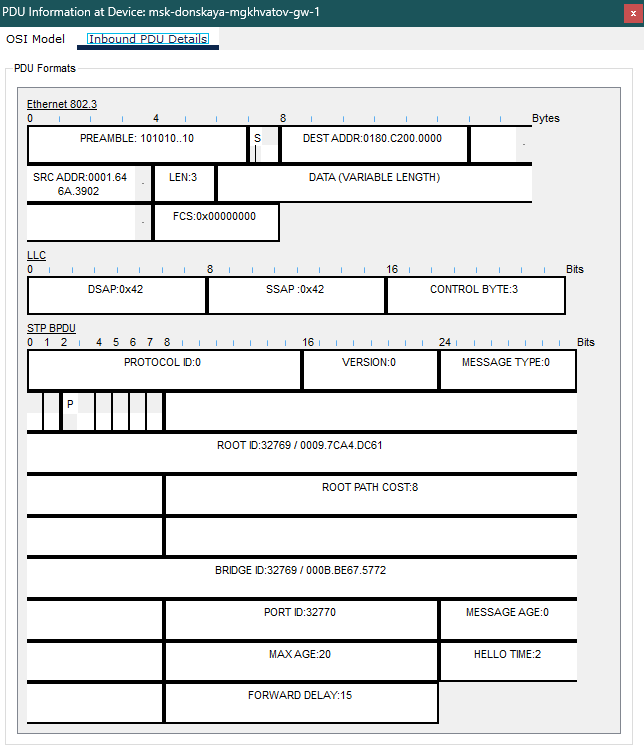 PDU Information at Device: msk-donskaya-mgkhvatov-gw-1
x
OSI Model
Inbound PDU Details
PDU Formats
Ethernet 802.3
0 4 8 Bytes
PREAMBLE: 101010..10
S
DEST ADDR:0180.C200.0000
SRC ADDR:0001.64
6A.3902
LEN:3
DATA (VARIABLE LENGTH)
FCS:0x00000000
LLC
0 8 16 Bits
DSAP:0x42
SSAP :0x42
CONTROL BYTE:3
STP BPDU
0 1 2 4 5 6 7 8 16 24 Bits
PROTOCOL ID:0
VERSION:0
MESSAGE TYPE:0
P
ROOT ID:32769 / 0009.7CA4.DC61
ROOT PATH COST:8
BRIDGE ID:32769 / 000B.BE67.5772
PORT ID:32770
MESSAGE AGE:0
MAX AGE:20
HELLO TIME:2
FORWARD DELAY:15